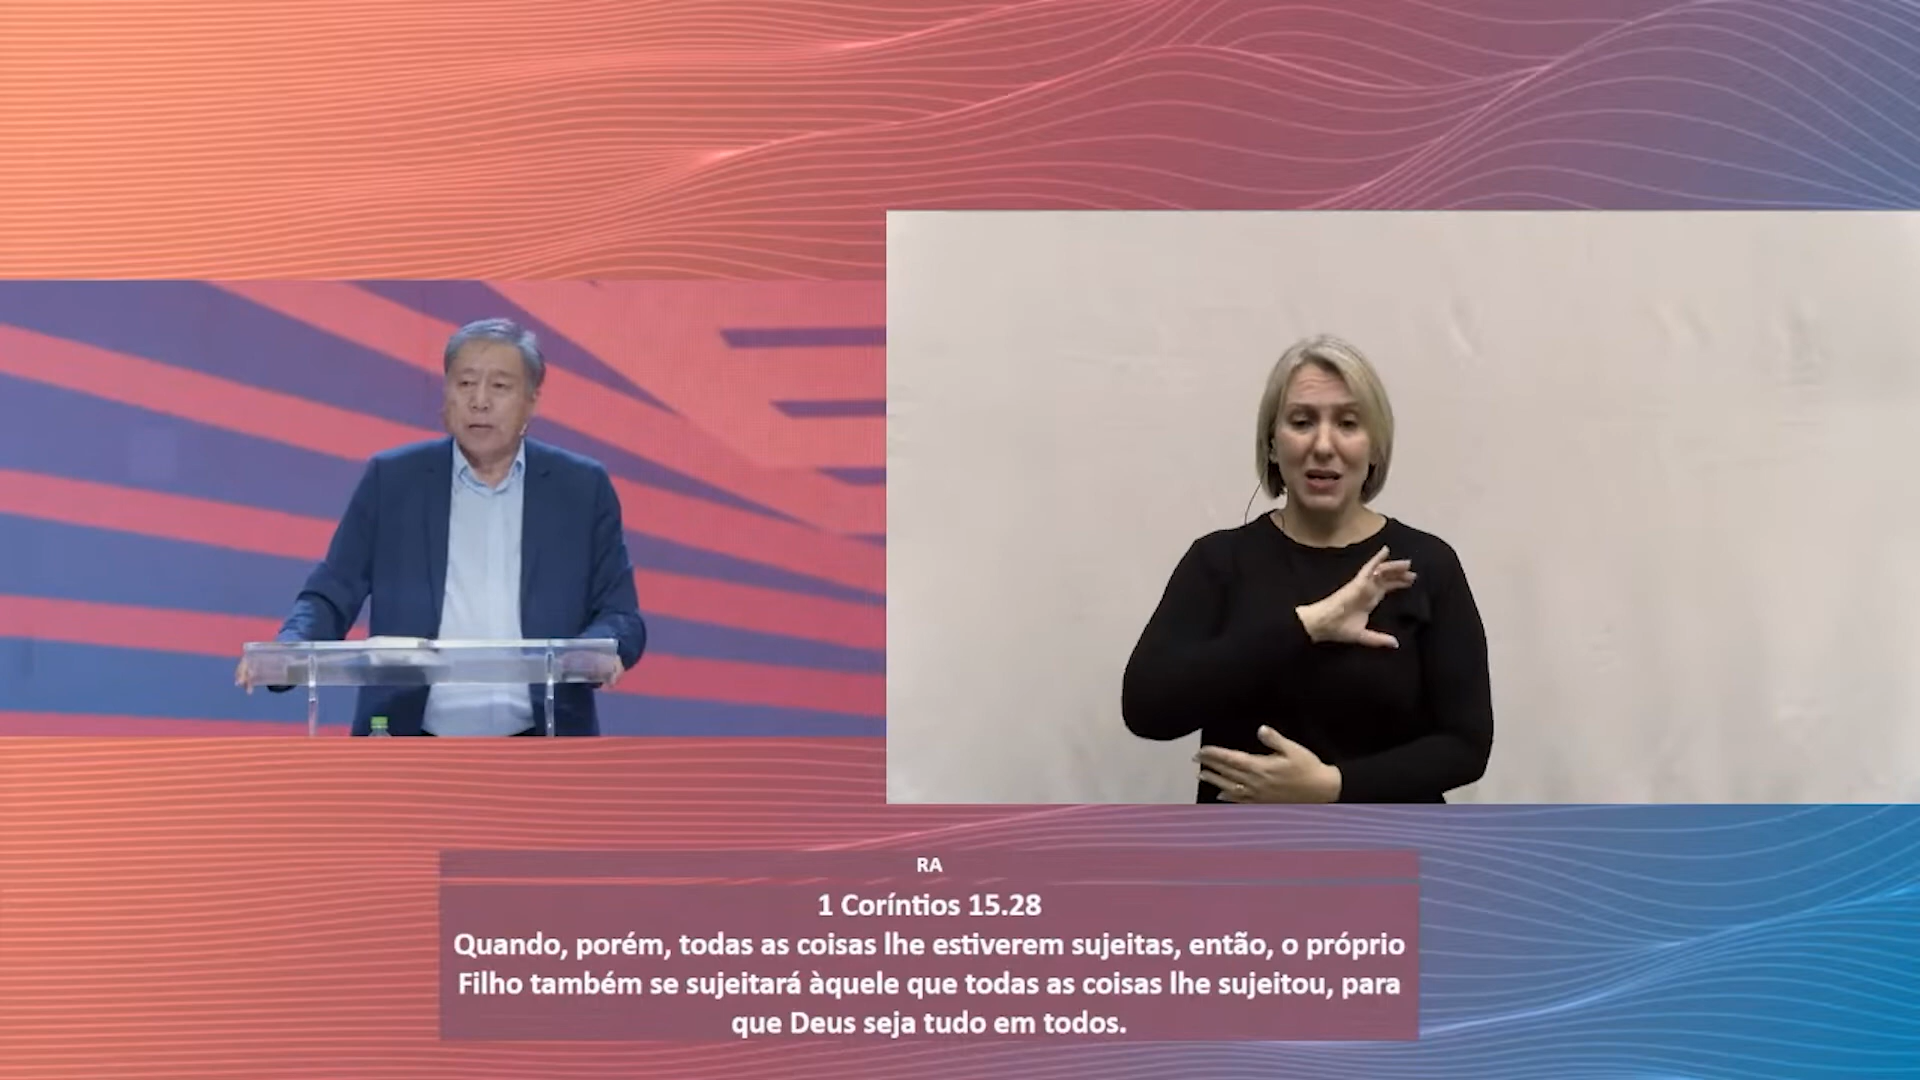 RA
1 Coríntios 15.28
Quando, porém, todas as coisas lhe estiverem sujeitas, então, o próprio
Filho também se sujeitará àquele que todas as coisas lhe sujeitou, para
que Deus seja tudo em todos.